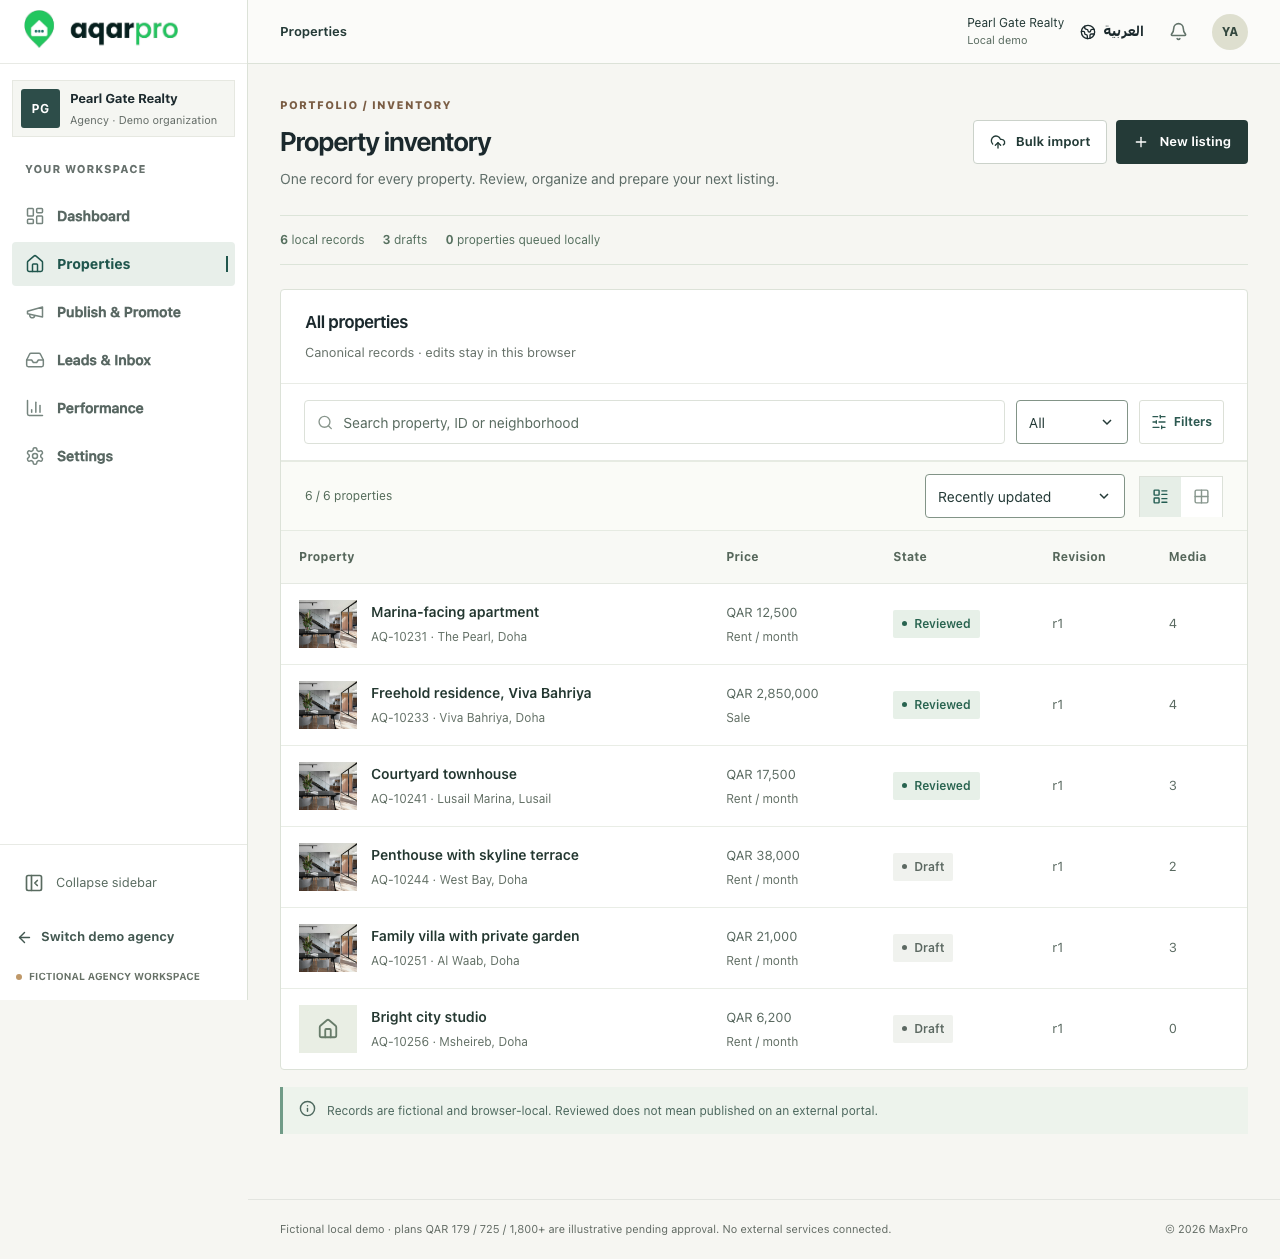 aqarpro
Properties
Pearl Gate Realty
Local demo
العربية
YA
PG
Pearl Gate Realty
Agency · Demo organization
YOUR WORKSPACE
Dashboard
Properties
Publish & Promote
Leads & Inbox
Performance
Settings
Collapse sidebar
Switch demo agency
FICTIONAL AGENCY WORKSPACE
PORTFOLIO / INVENTORY
Property inventory
One record for every property. Review, organize and prepare your next listing.
Bulk import
New listing
6 local records 3 drafts 0 properties queued locally
All properties
Canonical records · edits stay in this browser
Search property, ID or neighborhood
All
Filters
6 / 6 properties
Recently updated
Property Price State Revision Media
Marina-facing apartment
AQ-10231 · The Pearl, Doha
QAR 12,500
Rent / month
Reviewed
r1
4
Freehold residence, Viva Bahriya
AQ-10233 · Viva Bahriya, Doha
QAR 2,850,000
Sale
Reviewed
r1
4
Courtyard townhouse
AQ-10241 · Lusail Marina, Lusail
QAR 17,500
Rent / month
Reviewed
r1
3
Penthouse with skyline terrace
AQ-10244 · West Bay, Doha
QAR 38,000
Rent / month
Draft
r1
2
Family villa with private garden
AQ-10251 · Al Waab, Doha
QAR 21,000
Rent / month
Draft
r1
3
Bright city studio
AQ-10256 · Msheireb, Doha
QAR 6,200
Rent / month
Draft
r1
0
Records are fictional and browser-local. Reviewed does not mean published on an external portal.
Fictional local demo · plans QAR 179 / 725 / 1,800+ are illustrative pending approval. No external services connected.
© 2026 MaxPro